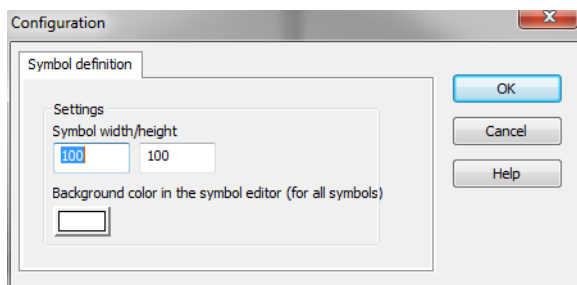 Configuration
X
Symbol definition
Settings
Symbol width/height
100 100
Background color in the symbol editor (for all symbols)
OK
Cancel
Help